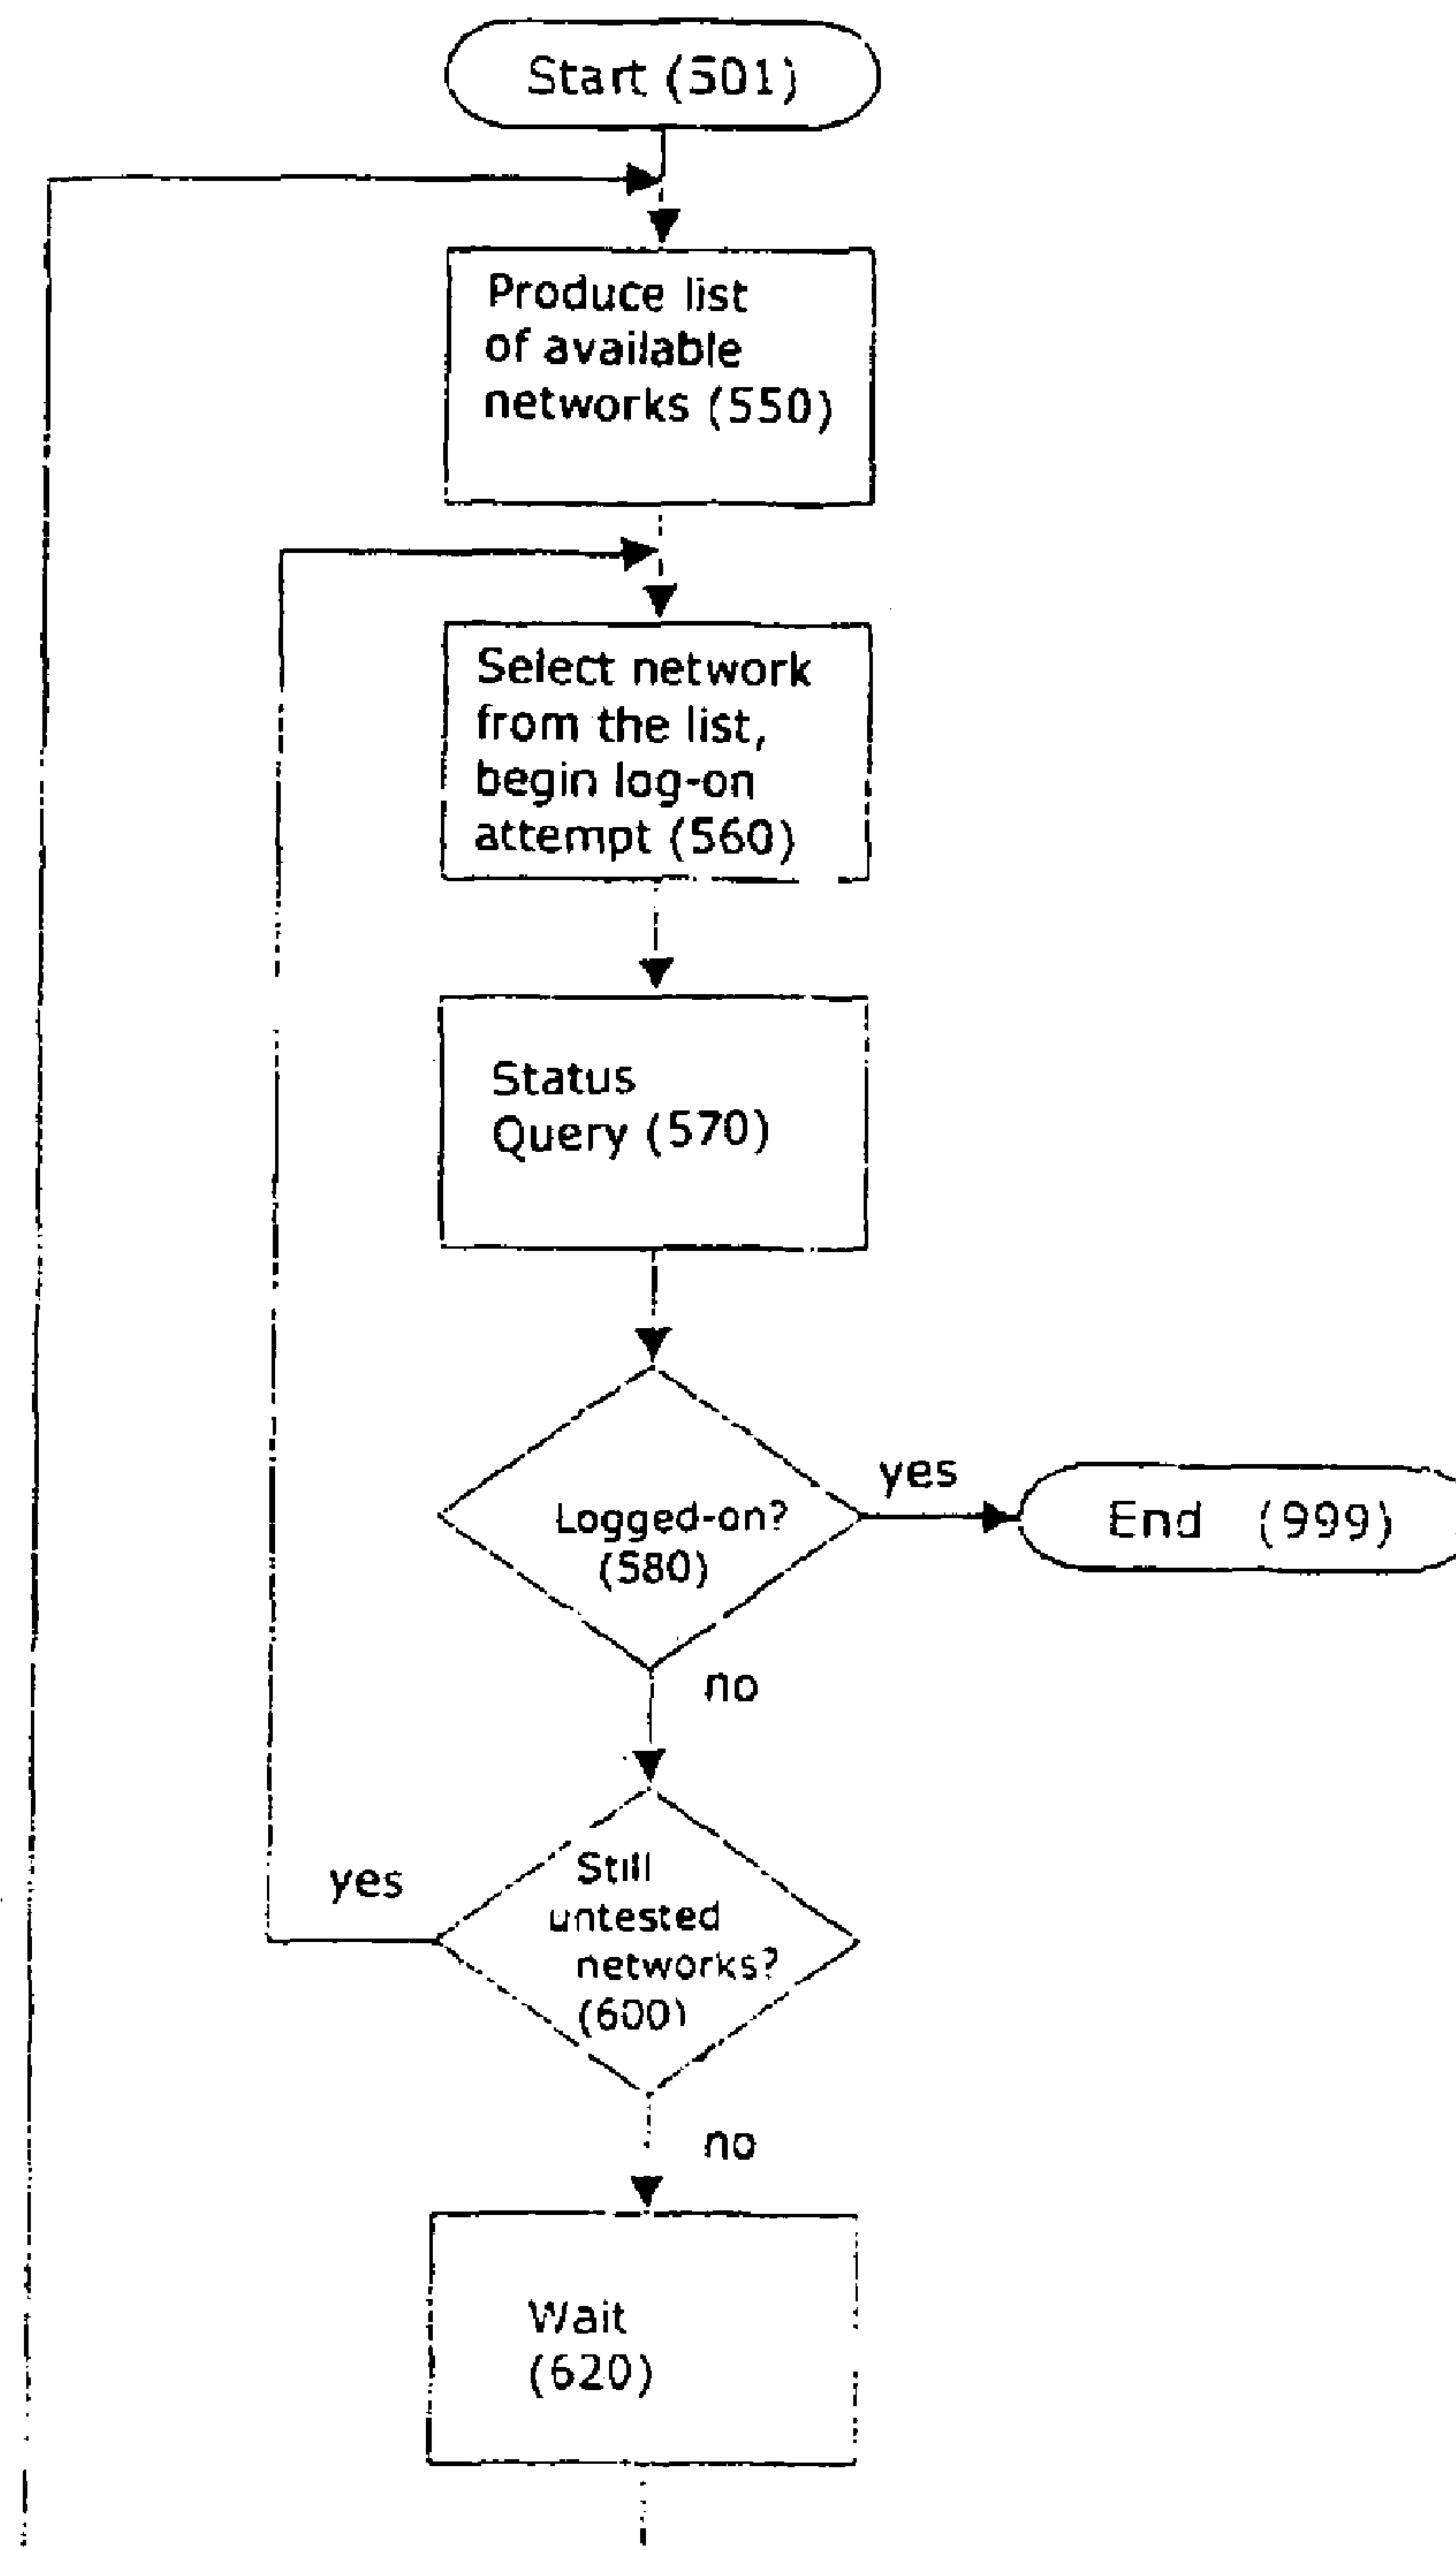 Start (501)
Produce list
of available
networks (550)
Select network
from the list,
begin log-on
attempt (560)
Status
Query (570)
Logged-on?
(580)
yes
End (999)
no
Still
untested
networks?
(600)
yes
no
Wait
(620)